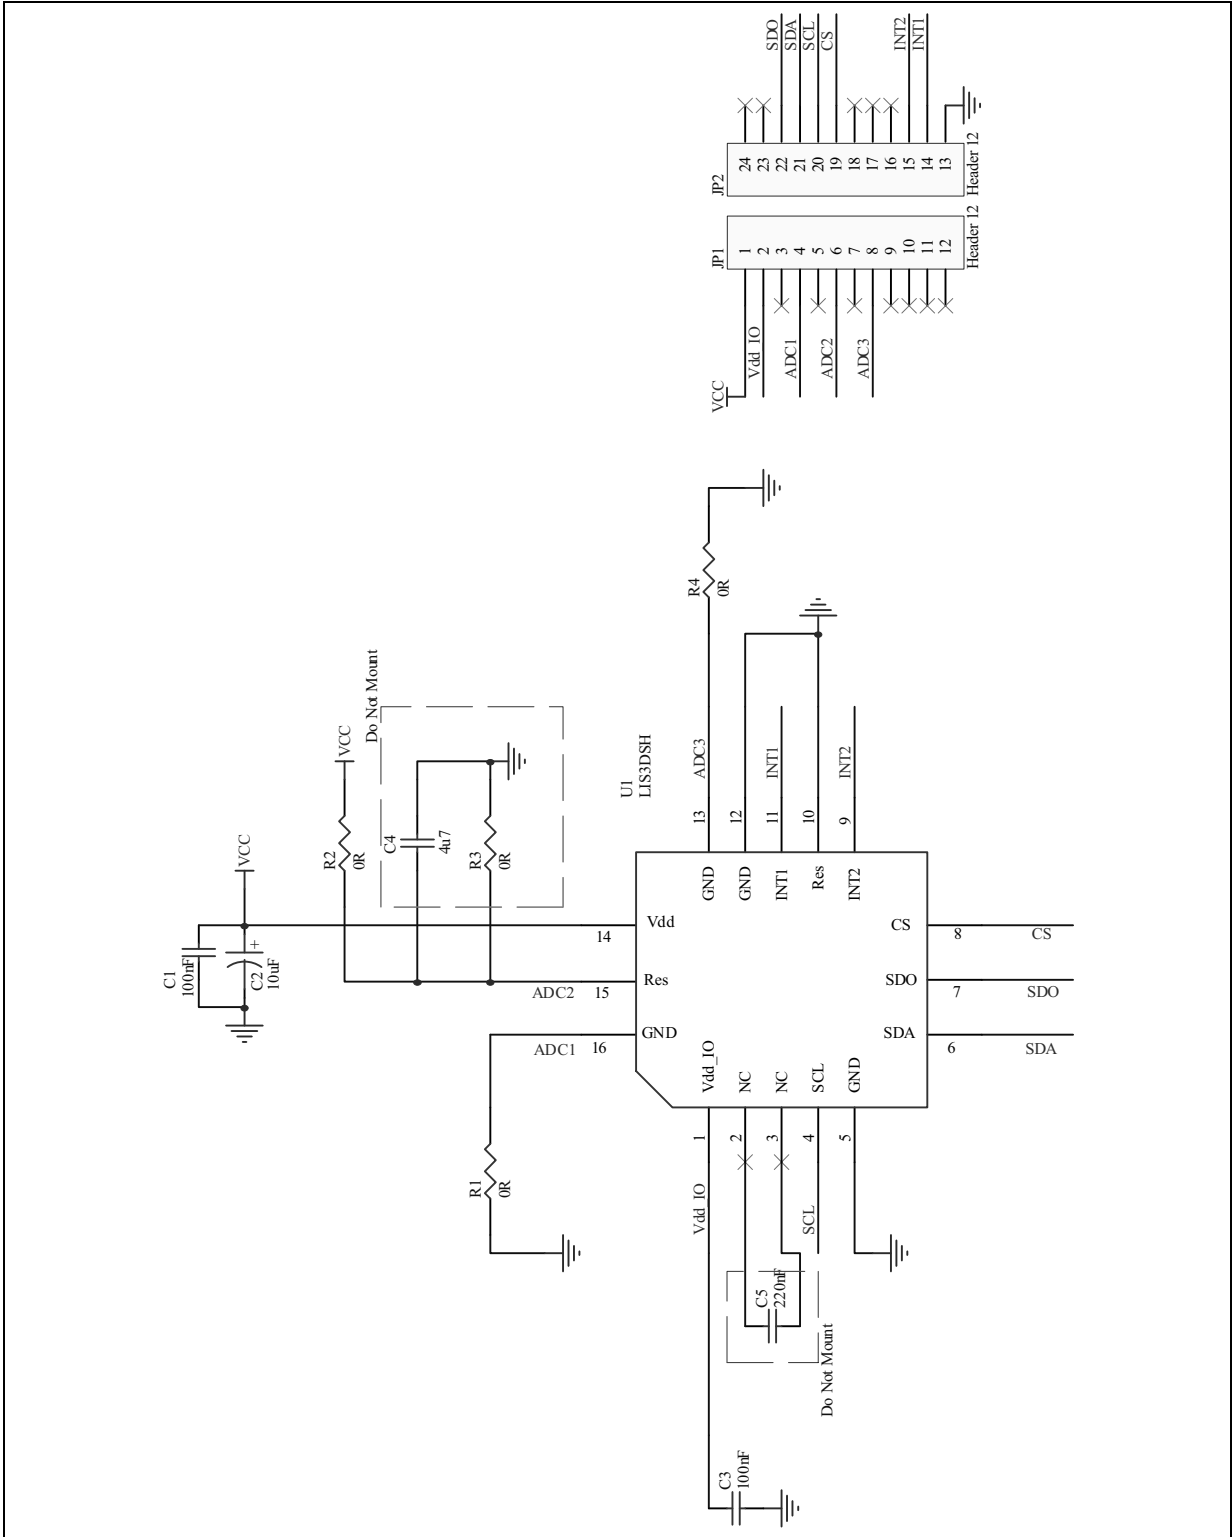 SDO
SDA
SCL
CS
INT2
INT1
JP2
24
23
22
21
20
19
18
17
16
15
14
13
Header 12
JP1
1
2
3
4
5
6
7
8
9
10
11
12
Header 12
VCC
Vdd_IO
ADC1
ADC2
ADC3
R4
0R
Do Not Mount
VCC
R2
0R
C4
4u7
R3
0R
VCC
C1
100nF
C2
10uF
+
U1
LIS3DSH
ADC3
INT1
INT2
13
12
11
10
9
GND
GND
INT1
Res
INT2
14
Vdd
ADC2
15
Res
ADC1
16
GND
CS
8
CS
SDO
7
SDO
SDA
6
SDA
Vdd_IO
NC
NC
SCL
GND
1
2
3
4
5
R1
0R
Vdd_IO
SCL
C5
220nF
Do Not Mount
C3
100nF